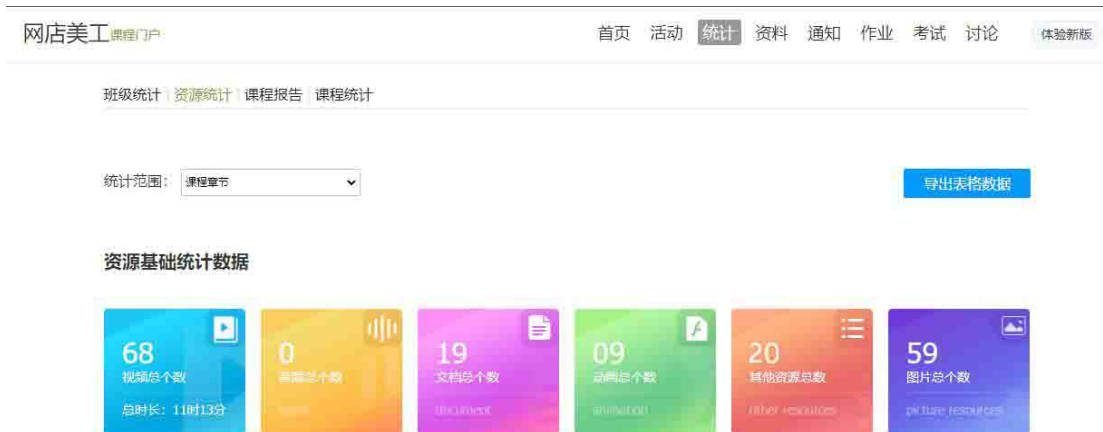 网店美工 课程门户 首页 活动 统计 资料 通知 作业 考试 讨论 体验新版
班级统计 资源统计 课程报告 课程统计
统计范围： 课程章节 导出表格数据
资源基础统计数据
68 0 19 09 20 59
视频总个数 音频总个数 文档总个数 动画总个数 其他资源总数 图片总个数
总时长：11时13分 document animation other resources picture resources